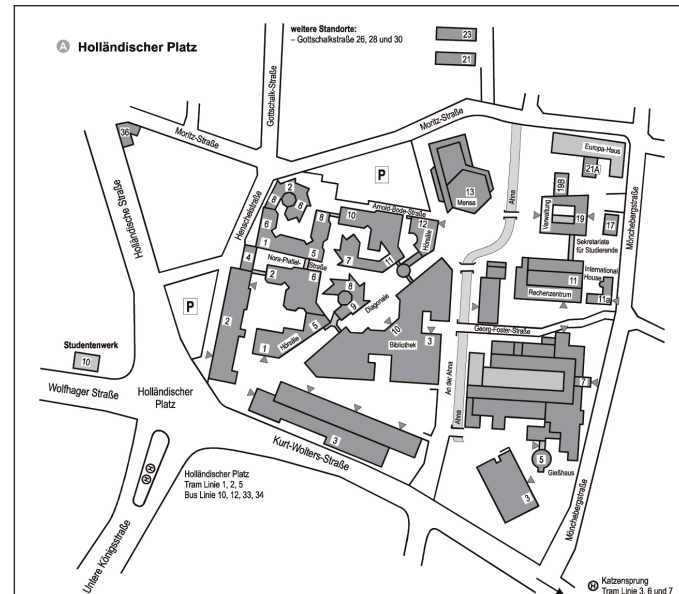 A Holländischer Platz
weitere Standorte:
– Gottschalkstraße 26, 28 und 30
23
21
Gottschalk-Straße
36
Moritz-Straße
Moritz-Straße
Holländische Straße
Henschelstraße
P
13
Mensa
Ahna
Europa-Haus
21A
19B
Verwaltung
19
17
Sekretariate
für Studierende
Mönchebergstraße
2
8
6
6
1
8
5
10
Arnold-Bode-Straße
12
Hörsäle
7
11
4
Nora-Platiel-
Straße
2
6
8
9
Diagonale
10
Bibliothek
3
11
Rechenzentrum
International
House
11a
Georg-Foster-Straße
P
2
1
Hörsäle
5
Studentenwerk
10
Wolfhager Straße
Holländischer
Platz
An der Ahna
Ahna
7
3
Kurt-Wolters-Straße
5
Gießhaus
3
Mönchebergstraße
H
H
Holländischer Platz
Tram Linie 1, 2, 5
Bus Linie 10, 12, 33, 34
Untere Königsstraße
H Katzensprung
Tram Linie 3, 6 und 7